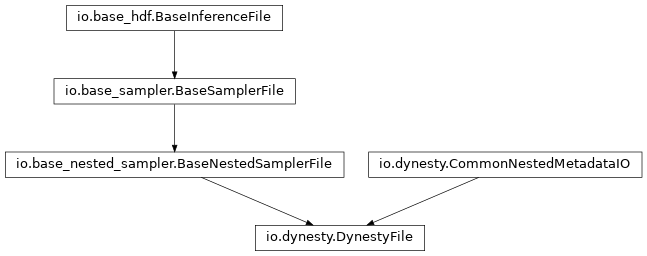 io.base_hdf.BaseInferenceFile
io.base_sampler.BaseSamplerFile
io.base_nested_sampler.BaseNestedSamplerFile
io.dynesty.CommonNestedMetadataIO
io.dynesty.DynestyFile